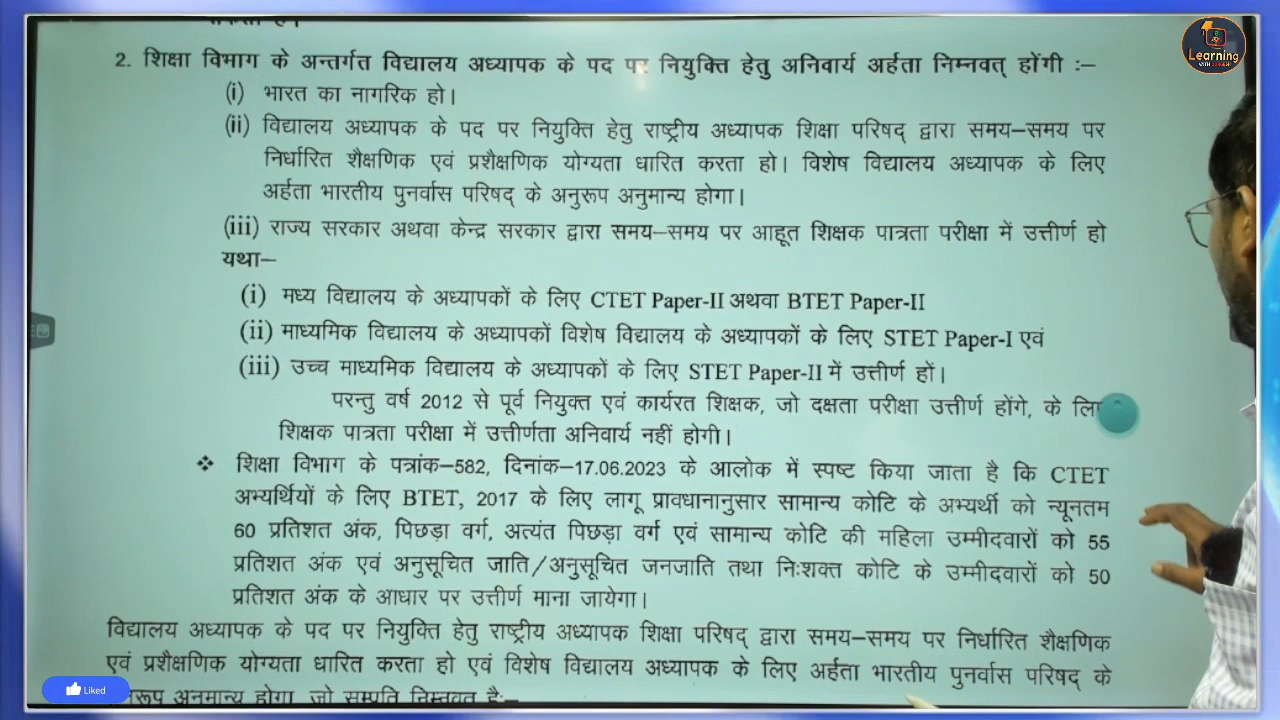 2. शिक्षा विभाग के अन्तर्गत विद्यालय अध्यापक के पद पर नियुक्ति हेतु अनिवार्य अर्हता निम्नवत् होंगी :–
(i) भारत का नागरिक हो।
(ii) विद्यालय अध्यापक के पद पर नियुक्ति हेतु राष्ट्रीय अध्यापक शिक्षा परिषद् द्वारा समय–समय पर
निर्धारित शैक्षणिक एवं प्रशैक्षणिक योग्यता धारित करता हो। विशेष विद्यालय अध्यापक के लिए
अर्हता भारतीय पुनर्वास परिषद् के अनुरूप अनुमान्य होगा।
(iii) राज्य सरकार अथवा केन्द्र सरकार द्वारा समय–समय पर आहूत शिक्षक पात्रता परीक्षा में उत्तीर्ण हो
यथा–
(i) मध्य विद्यालय के अध्यापकों के लिए CTET Paper-II अथवा BTET Paper-II
(ii) माध्यमिक विद्यालय के अध्यापकों विशेष विद्यालय के अध्यापकों के लिए STET Paper-I एवं
(iii) उच्च माध्यमिक विद्यालय के अध्यापकों के लिए STET Paper-II में उत्तीर्ण हों।
परन्तु वर्ष 2012 से पूर्व नियुक्त एवं कार्यरत शिक्षक, जो दक्षता परीक्षा उत्तीर्ण होंगे, के लिए
शिक्षक पात्रता परीक्षा में उत्तीर्णता अनिवार्य नहीं होगी।
❖ शिक्षा विभाग के पत्रांक–582, दिनांक–17.06.2023 के आलोक में स्पष्ट किया जाता है कि CTET
अभ्यर्थियों के लिए BTET, 2017 के लिए लागू प्रावधानानुसार सामान्य कोटि के अभ्यर्थी को न्यूनतम
60 प्रतिशत अंक, पिछड़ा वर्ग, अत्यंत पिछड़ा वर्ग एवं सामान्य कोटि की महिला उम्मीदवारों को 55
प्रतिशत अंक एवं अनुसूचित जाति/अनुसूचित जनजाति तथा निःशक्त कोटि के उम्मीदवारों को 50
प्रतिशत अंक के आधार पर उत्तीर्ण माना जायेगा।
विद्यालय अध्यापक के पद पर नियुक्ति हेतु राष्ट्रीय अध्यापक शिक्षा परिषद् द्वारा समय–समय पर निर्धारित शैक्षणिक
एवं प्रशैक्षणिक योग्यता धारित करता हो एवं विशेष विद्यालय अध्यापक के लिए अर्हता भारतीय पुनर्वास परिषद् के
अनुमान्य होगा, जो सम्प्रति निम्नवत है:–
Liked
Learning